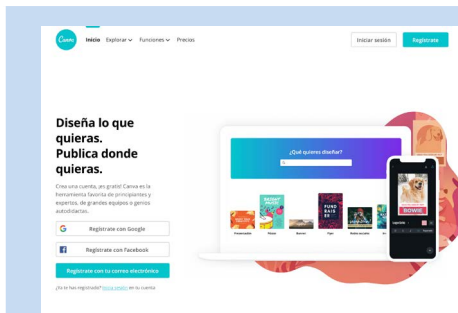 Canva
Inicio Explorar Funciones Precios
Iniciar sesión
Regístrate
Diseña lo que
quieras.
Publica donde
quieras.
Crea una cuenta, ¡es gratis! Canva es la
herramienta favorita de principiantes y
expertos, de grandes equipos o genios
autodidactas.
Regístrate con Google
Regístrate con Facebook
Regístrate con tu correo electrónico
¿Ya te has registrado? Inicia sesión en tu cuenta
¿Qué quieres diseñar?
FUND
RAIS
ER
BOWIE